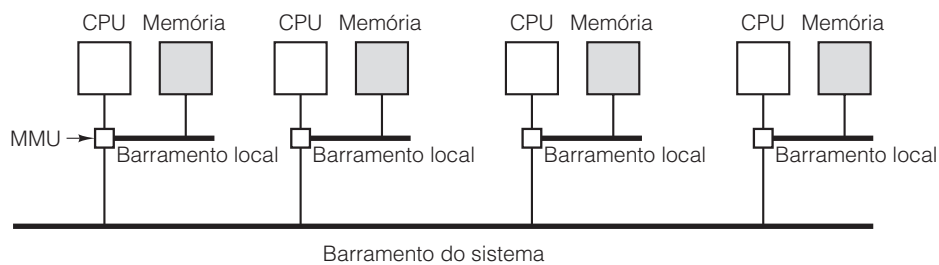 CPU Memória CPU Memória CPU Memória CPU Memória
MMU
Barramento local Barramento local Barramento local Barramento local
Barramento do sistema